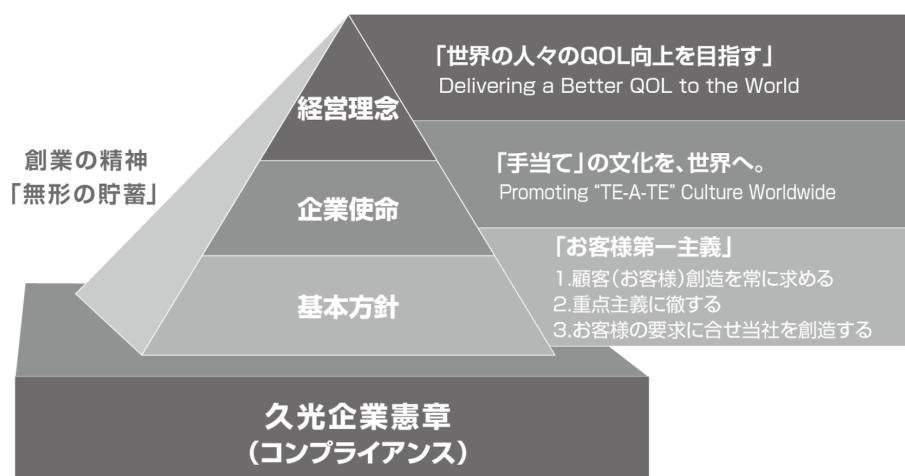 「世界の人々のQOL向上を目指す」
Delivering a Better QOL to the World
経営理念
「手当て」の文化を、世界へ。
Promoting “TE-A-TE” Culture Worldwide
創業の精神
「無形の貯蓄」
企業使命
「お客様第一主義」
1.顧客(お客様)創造を常に求める
2.重点主義に徹する
3.お客様の要求に合せ当社を創造する
基本方針
久光企業憲章
(コンプライアンス)